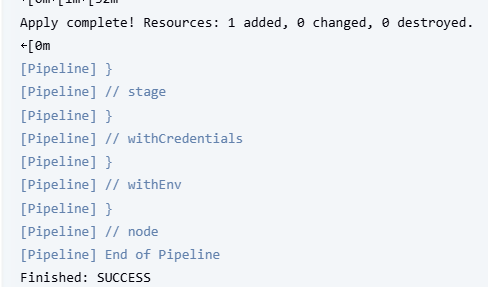 Apply complete! Resources: 1 added, 0 changed, 0 destroyed.
←[0m
[Pipeline] }
[Pipeline] // stage
[Pipeline] }
[Pipeline] // withCredentials
[Pipeline] }
[Pipeline] // withEnv
[Pipeline] }
[Pipeline] // node
[Pipeline] End of Pipeline
Finished: SUCCESS